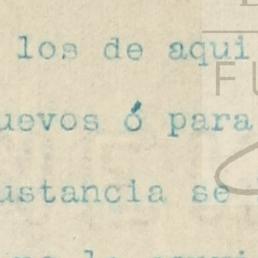 los de aqui
uevos ó para
ustancia se